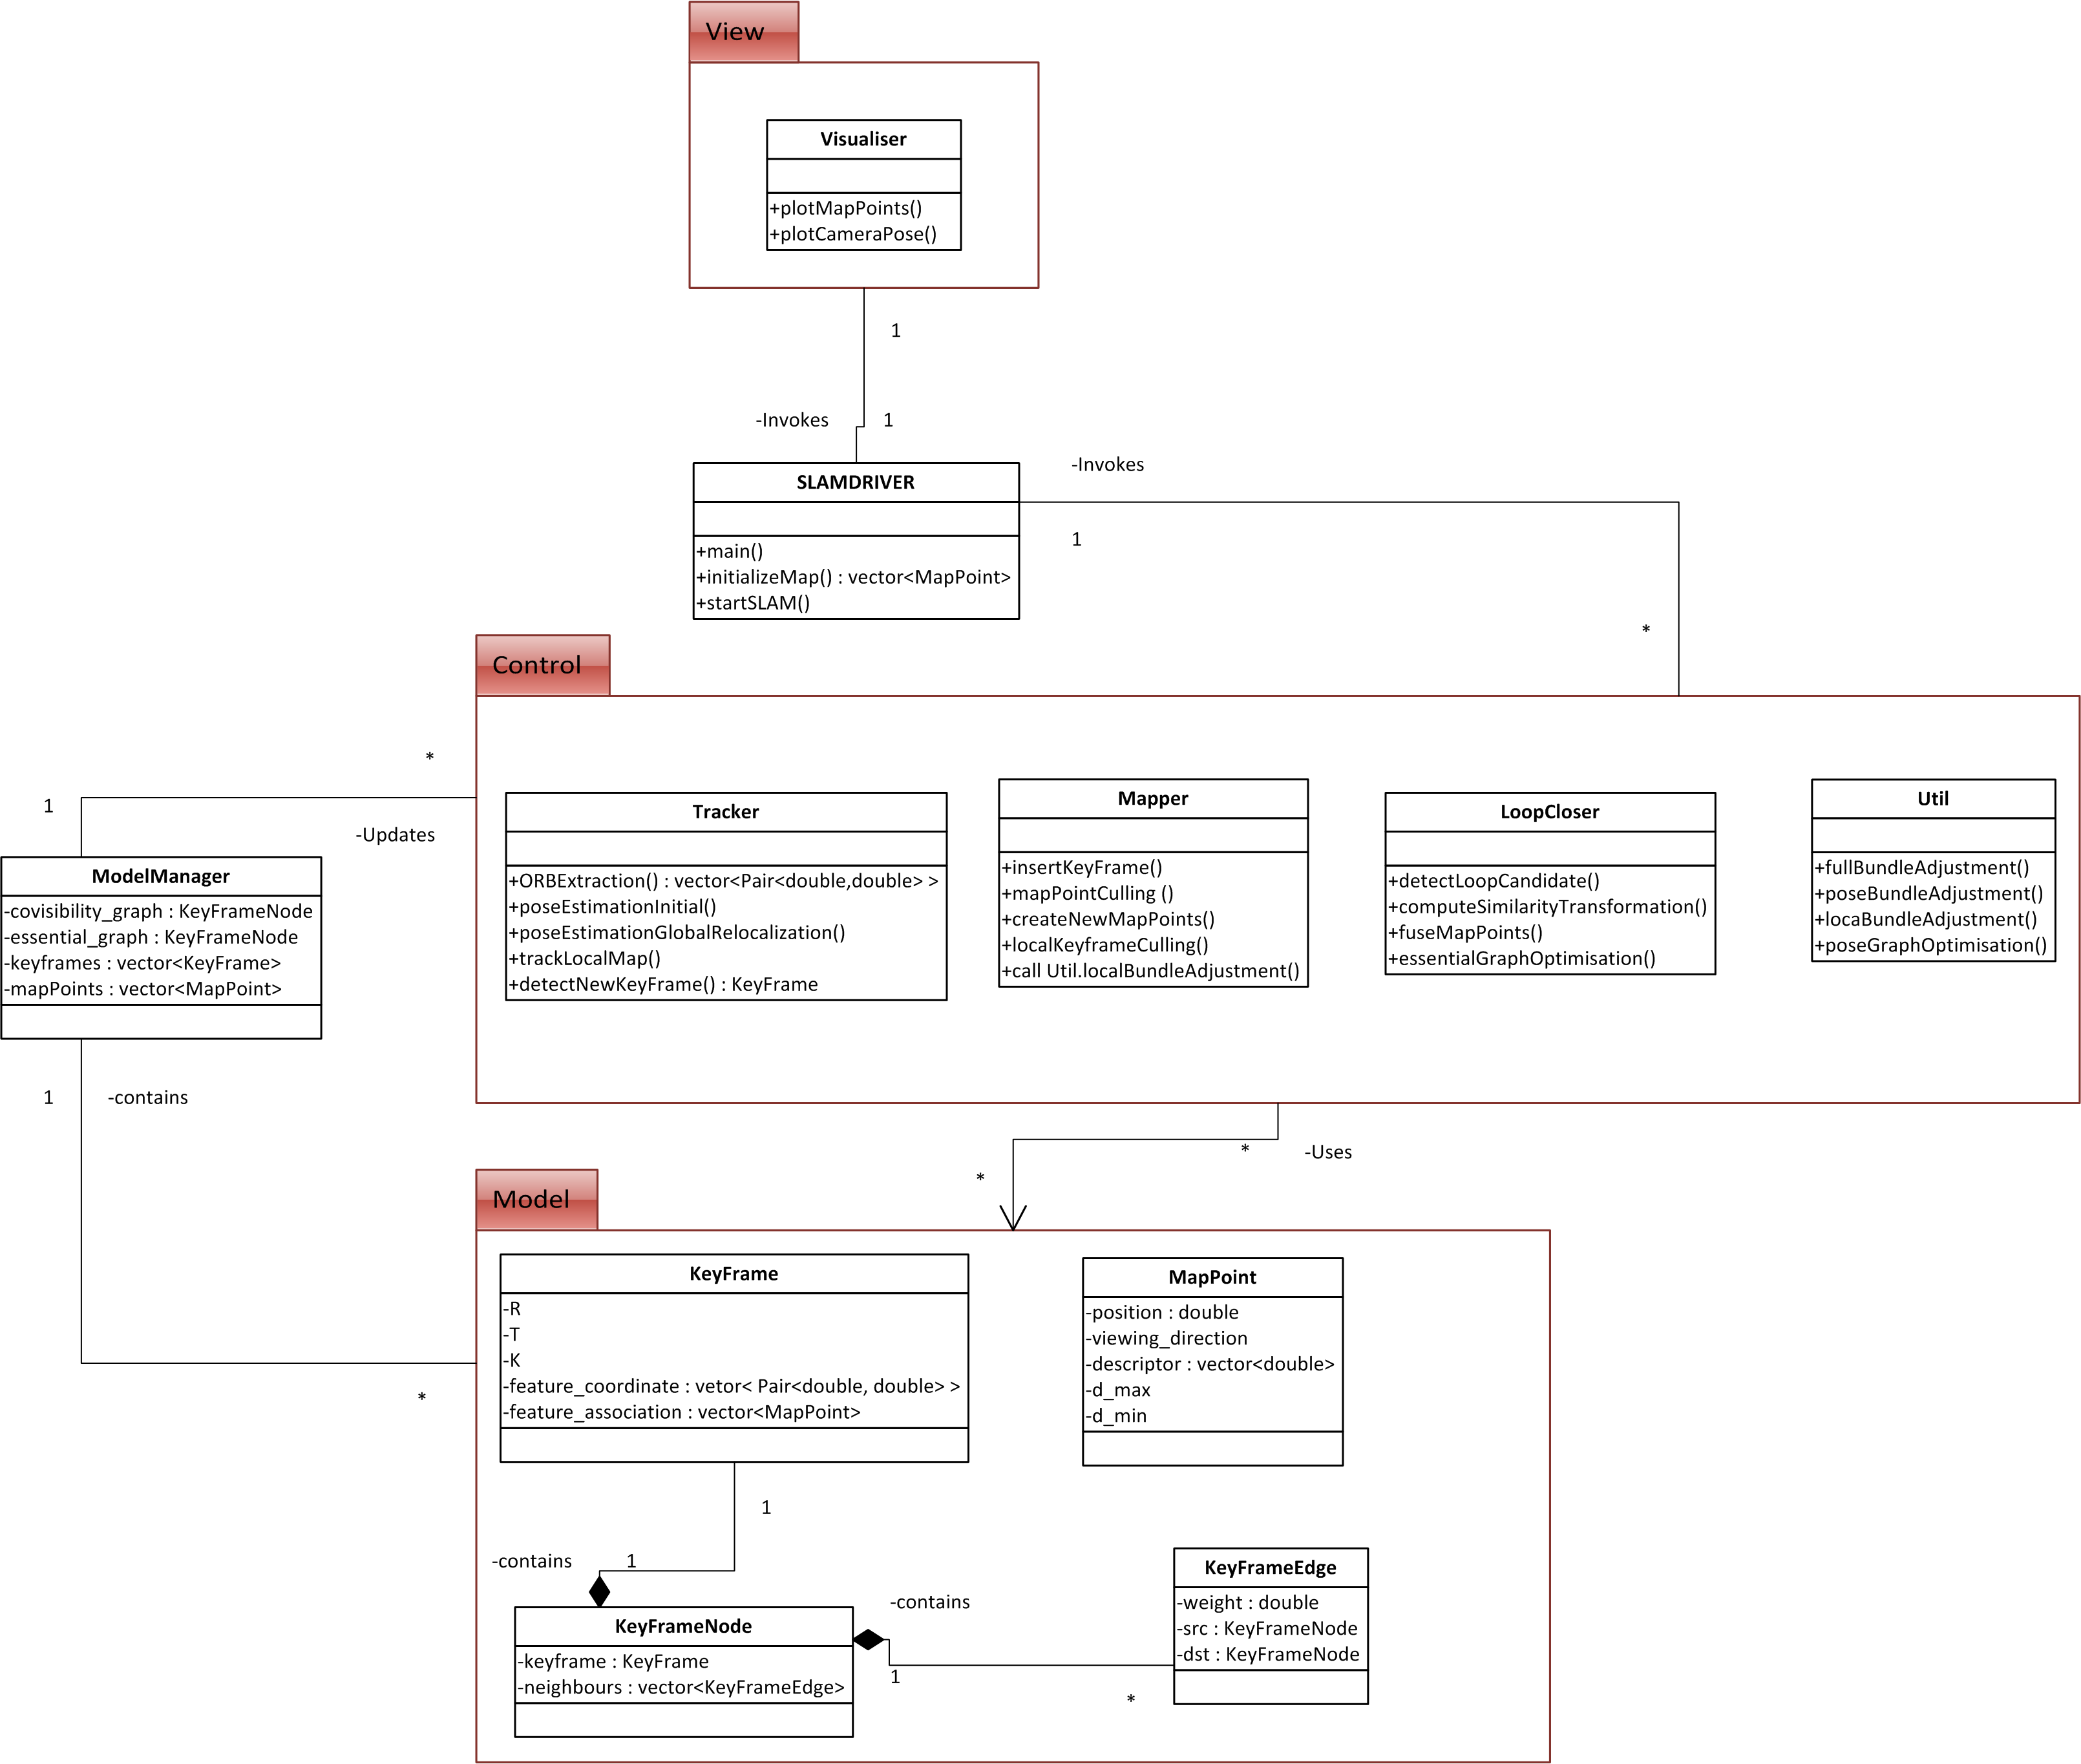 View
Visualiser
+plotMapPoints()
+plotCameraPose()
1
-Invokes
1
SLAMDRIVER
+main()
+initializeMap() : vector<MapPoint>
+startSLAM()
-Invokes
1
*
Control
*
1
-Updates
ModelManager
-covisibility_graph : KeyFrameNode
-essential_graph : KeyFrameNode
-keyframes : vector<KeyFrame>
-mapPoints : vector<MapPoint>
Tracker
+ORBExtraction() : vector<Pair<double,double> >
+poseEstimationInitial()
+poseEstimationGlobalRelocalization()
+trackLocalMap()
+detectNewKeyFrame() : KeyFrame
Mapper
+insertKeyFrame()
+mapPointCulling ()
+createNewMapPoints()
+localKeyframeCulling()
+call Util.localBundleAdjustment()
LoopCloser
+detectLoopCandidate()
+computeSimilarityTransformation()
+fuseMapPoints()
+essentialGraphOptimisation()
Util
+fullBundleAdjustment()
+poseBundleAdjustment()
+locaBundleAdjustment()
+poseGraphOptimisation()
1
-contains
*
-Uses
*
*
Model
KeyFrame
-R
-T
-K
-feature_coordinate : vetor< Pair<double, double> >
-feature_association : vector<MapPoint>
MapPoint
-position : double
-viewing_direction
-descriptor : vector<double>
-d_max
-d_min
1
-contains
1
KeyFrameNode
-keyframe : KeyFrame
-neighbours : vector<KeyFrameEdge>
-contains
1
*
KeyFrameEdge
-weight : double
-src : KeyFrameNode
-dst : KeyFrameNode